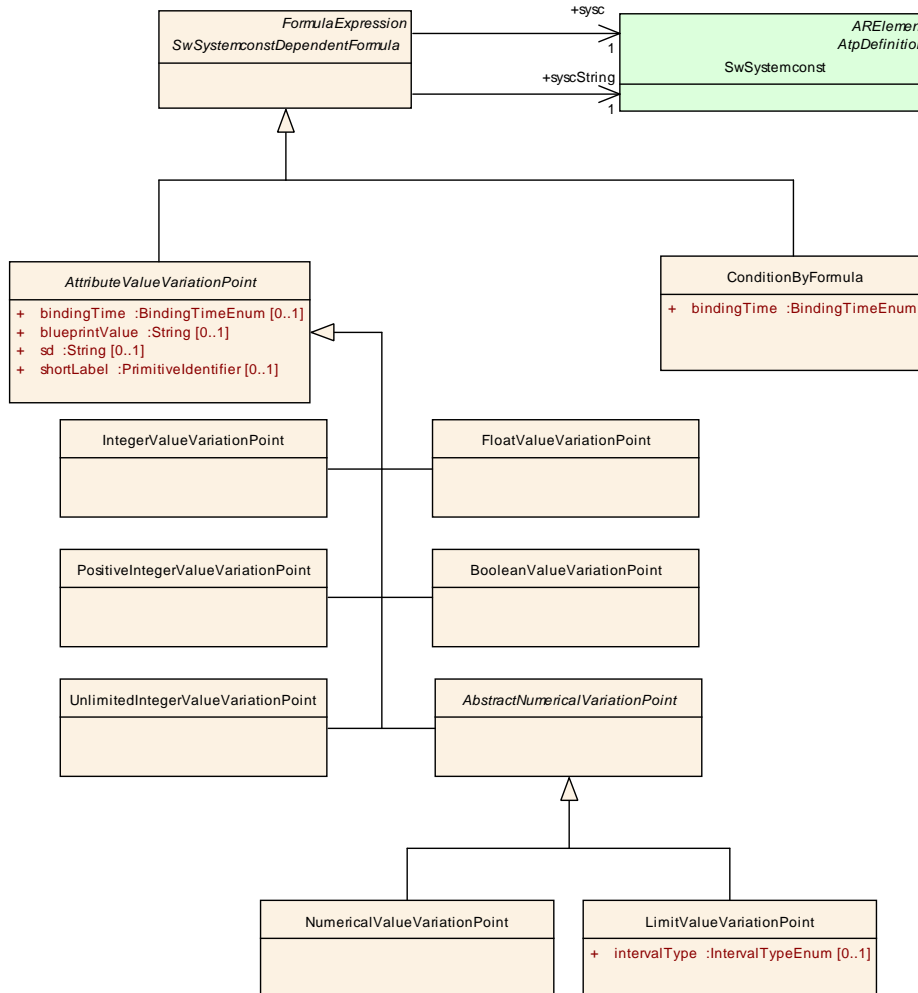 FormulaExpression
SwSystemconstDependentFormula
+sysc
1
+syscString
1
ARElemen
AtpDefinition
SwSystemconst
AttributeValueVariationPoint
+ bindingTime :BindingTimeEnum [0..1]
+ blueprintValue :String [0..1]
+ sd :String [0..1]
+ shortLabel :PrimitiveIdentifier [0..1]
ConditionByFormula
+ bindingTime :BindingTimeEnum
IntegerValueVariationPoint
FloatValueVariationPoint
PositiveIntegerValueVariationPoint
BooleanValueVariationPoint
UnlimitedIntegerValueVariationPoint
AbstractNumericalVariationPoint
NumericalValueVariationPoint
LimitValueVariationPoint
+ intervalType :IntervalTypeEnum [0..1]